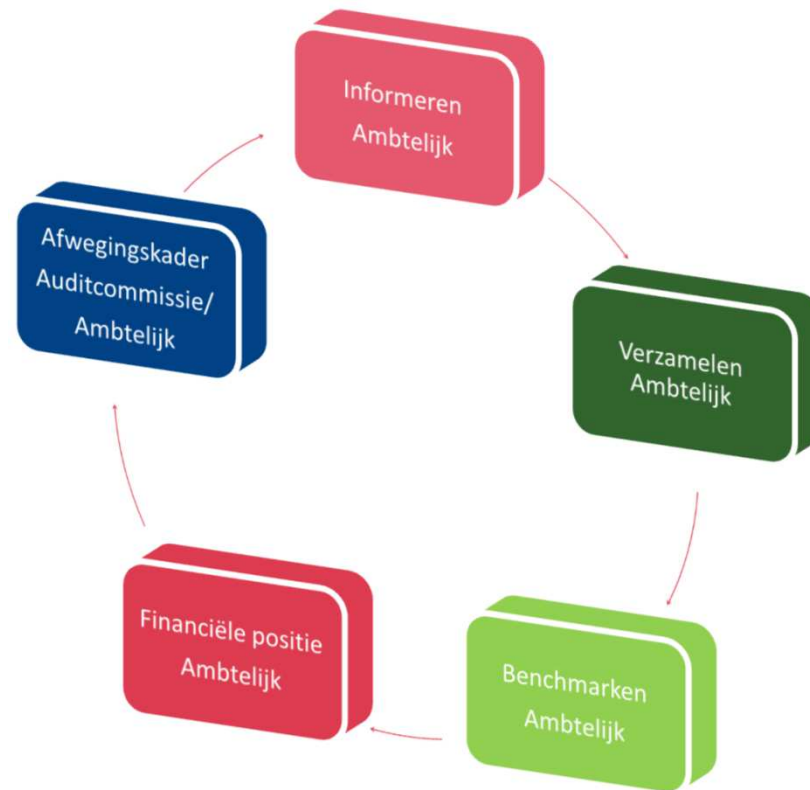 Informeren
Ambtelijk
Verzamelen
Ambtelijk
Benchmarken
Ambtelijk
Financiële positie
Ambtelijk
Afwegingskader
Auditcommissie/
Ambtelijk